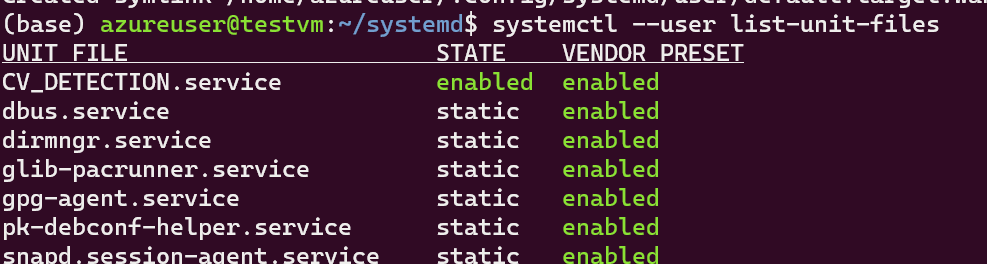 (base) azureuser@testvm:~/systemd$ systemctl --user list-unit-files
UNIT FILE STATE VENDOR PRESET
CV_DETECTION.service enabled enabled
dbus.service static enabled
dirmngr.service static enabled
glib-pacrunner.service static enabled
gpg-agent.service static enabled
pk-debconf-helper.service static enabled
snapd.session-agent.service static enabled